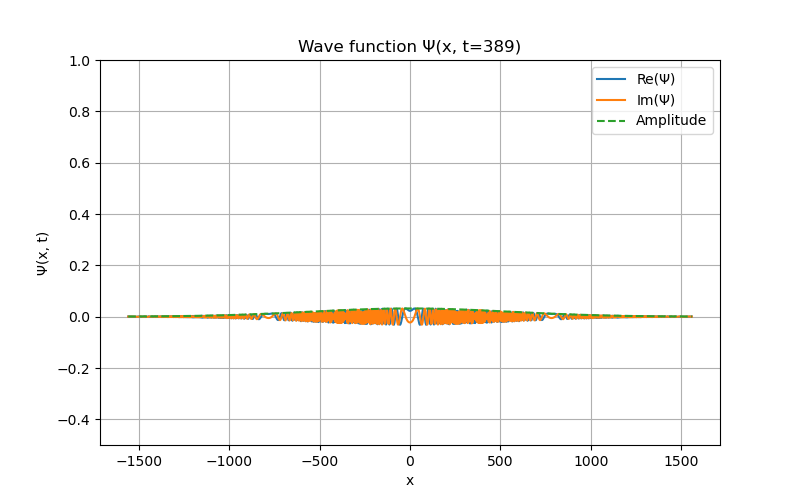 Wave function Ψ(x, t=389)
Re(Ψ)
Im(Ψ)
Amplitude
Ψ(x, t)
1.0
0.8
0.6
0.4
0.2
0.0
−0.2
−0.4
−1500 −1000 −500 0 500 1000 1500
x